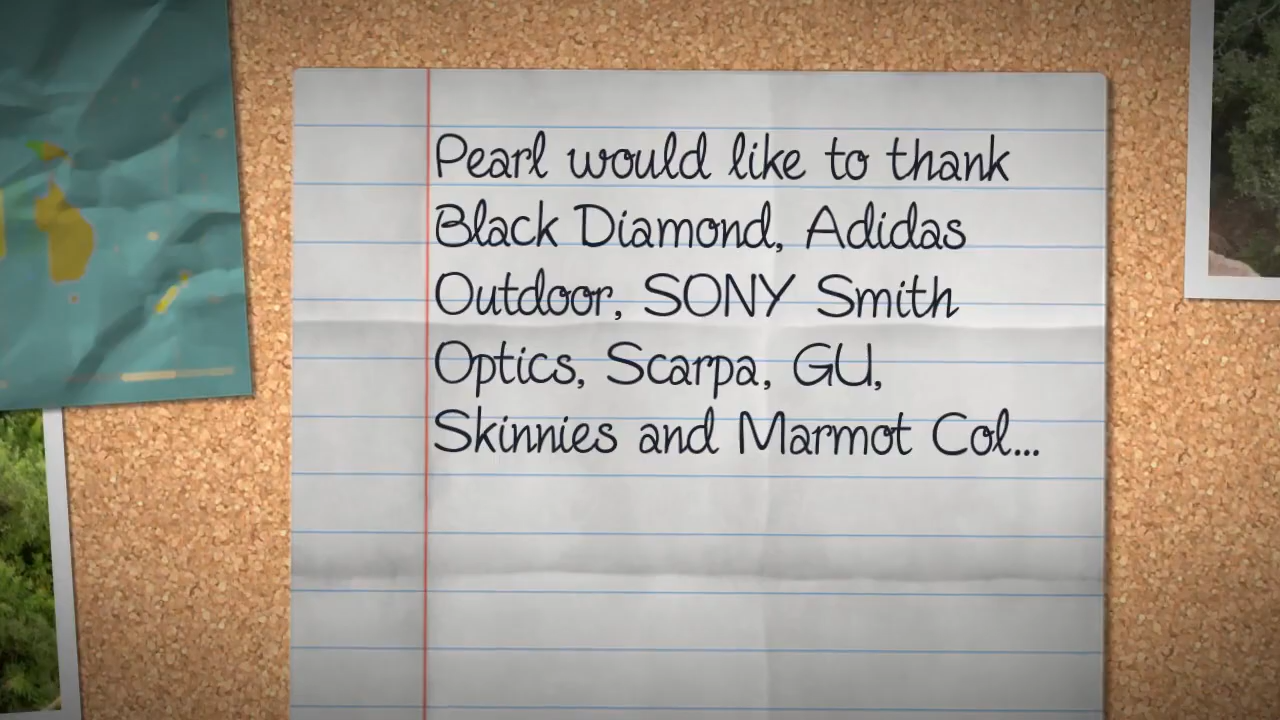 Pearl would like to thank
Black Diamond, Adidas
Outdoor, SONY Smith
Optics, Scarpa, GU,
Skinnies and Marmot Col...